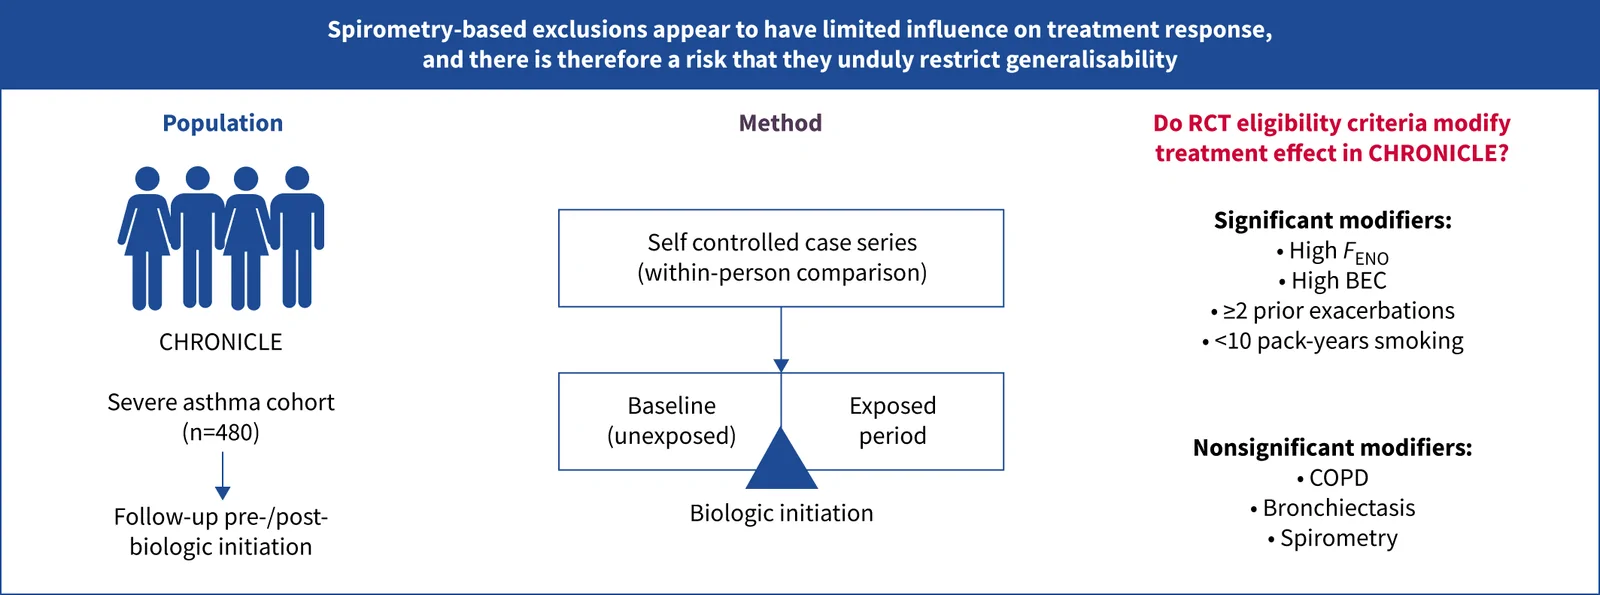 Spirometry-based exclusions appear to have limited influence on treatment response,
and there is therefore a risk that they unduly restrict generalisability
Population
CHRONICLE
Severe asthma cohort
(n=480)
Follow-up pre-/post-
biologic initiation
Method
Self controlled case series
(within-person comparison)
Baseline
(unexposed)
Exposed
period
Biologic initiation
Do RCT eligibility criteria modify
treatment effect in CHRONICLE?
Significant modifiers:
• High FENO
• High BEC
• ≥2 prior exacerbations
• <10 pack-years smoking
Nonsignificant modifiers:
• COPD
• Bronchiectasis
• Spirometry